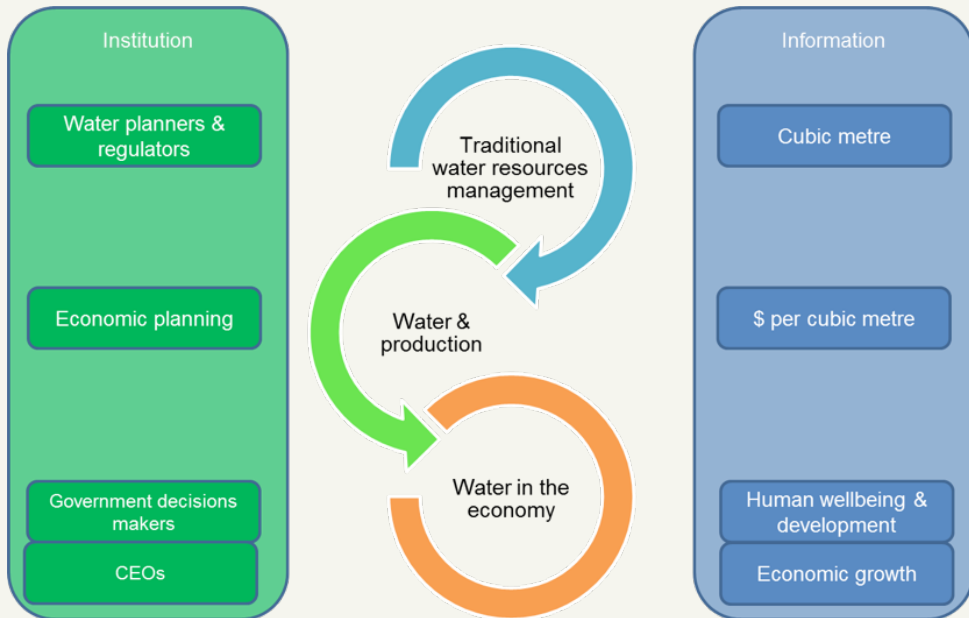 Institution
Water planners &
regulators
Economic planning
Government decisions
makers
CEOs
Traditional
water resources
management
Water &
production
Water in the
economy
Information
Cubic metre
$ per cubic metre
Human wellbeing &
development
Economic growth